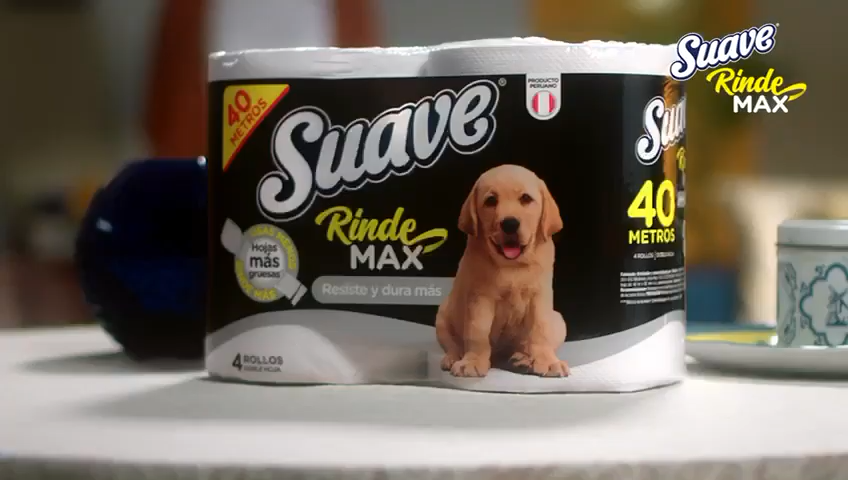 Suave
Rinde
MAX
40
METROS
Suave®
PRODUCTO
PERUANO
Rinde
MAX
Hojas
más
gruesas
Resiste y dura más
4 ROLLOS
DOBLE HOJA
40
METROS
4 ROLLOS